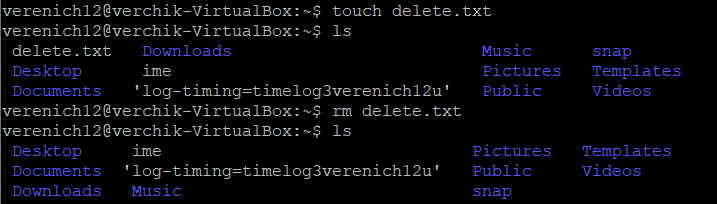 verenich12@verchik-VirtualBox:~$ touch delete.txt
verenich12@verchik-VirtualBox:~$ ls
 delete.txt   Downloads                          Music      snap
 Desktop      ime                                Pictures   Templates
 Documents   'log-timing=timelog3verenich12u'   Public     Videos
verenich12@verchik-VirtualBox:~$ rm delete.txt
verenich12@verchik-VirtualBox:~$ ls
 Desktop     ime                                Pictures   Templates
 Documents  'log-timing=timelog3verenich12u'   Public     Videos
 Downloads   Music                              snap